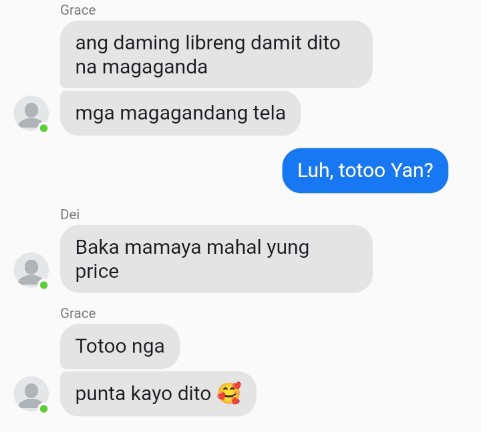 Grace
ang daming libreng damit dito
na magaganda
mga magagandang tela
Luh, totoo Yan?
Dei
Baka mamaya mahal yung
price
Grace
Totoo nga
punta kayo dito 🥰